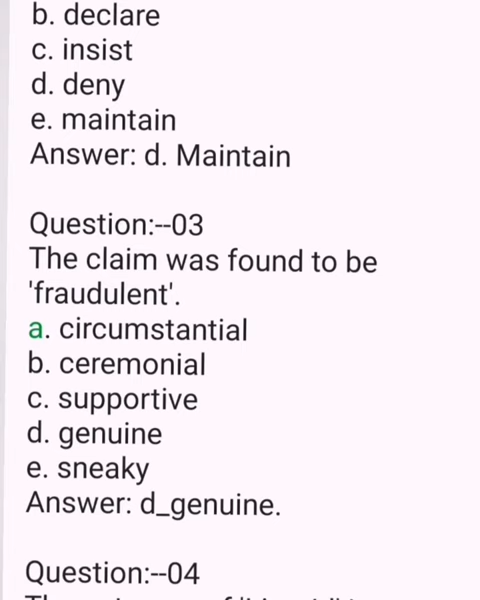 b. declare
c. insist
d. deny
e. maintain
Answer: d. Maintain
Question:--03
The claim was found to be
'fraudulent'.
a. circumstantial
b. ceremonial
c. supportive
d. genuine
e. sneaky
Answer: d_genuine.
Question:--04